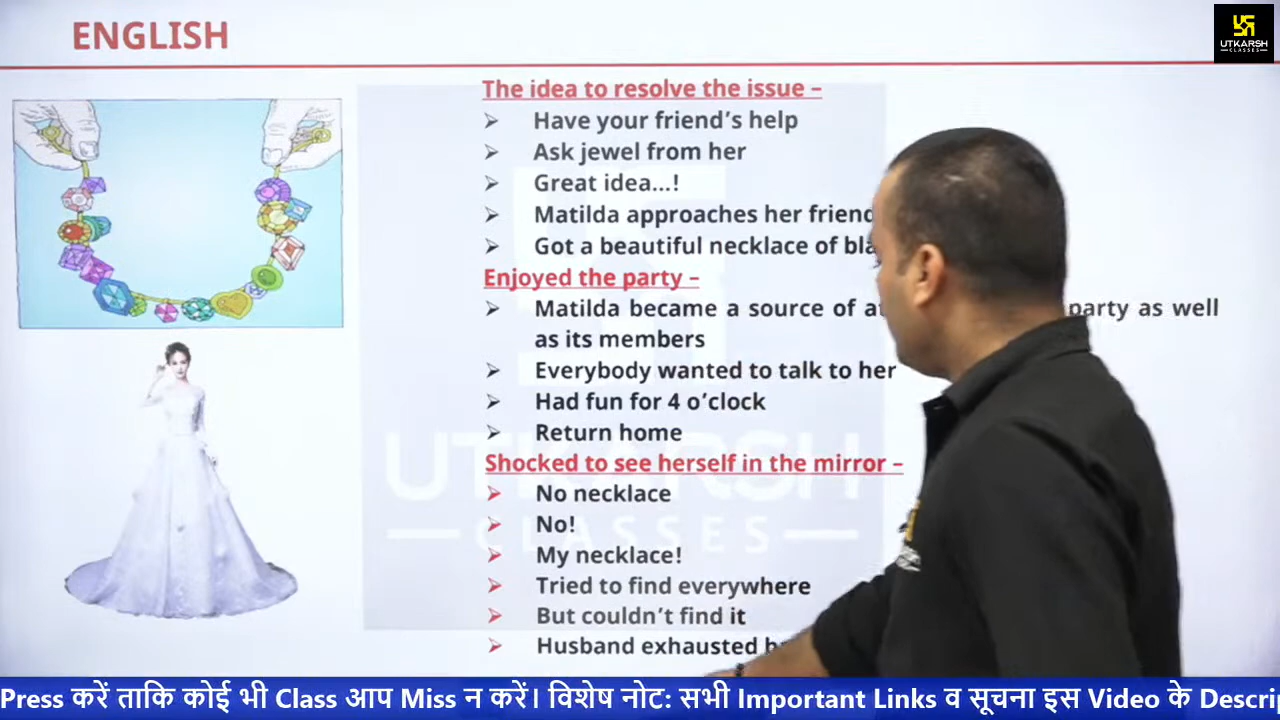 ENGLISH
UTKARSH
CLASSES
The idea to resolve the issue –
➢ Have your friend’s help
➢ Ask jewel from her
➢ Great idea...!
➢ Matilda approaches her friend
➢ Got a beautiful necklace of
Enjoyed the party –
➢ Matilda became a source of party as well
as its members
➢ Everybody wanted to talk to her
➢ Had fun for 4 o’clock
➢ Return home
Shocked to see herself in the mirror –
➢ No necklace
➢ No!
➢ My necklace!
➢ Tried to find everywhere
➢ But couldn’t find it
➢ Husband exhausted
UTKARSH
CLASSES
Press करें ताकि कोई भी Class आप Miss न करें। विशेष नोट: सभी Important Links व सूचना इस Video के